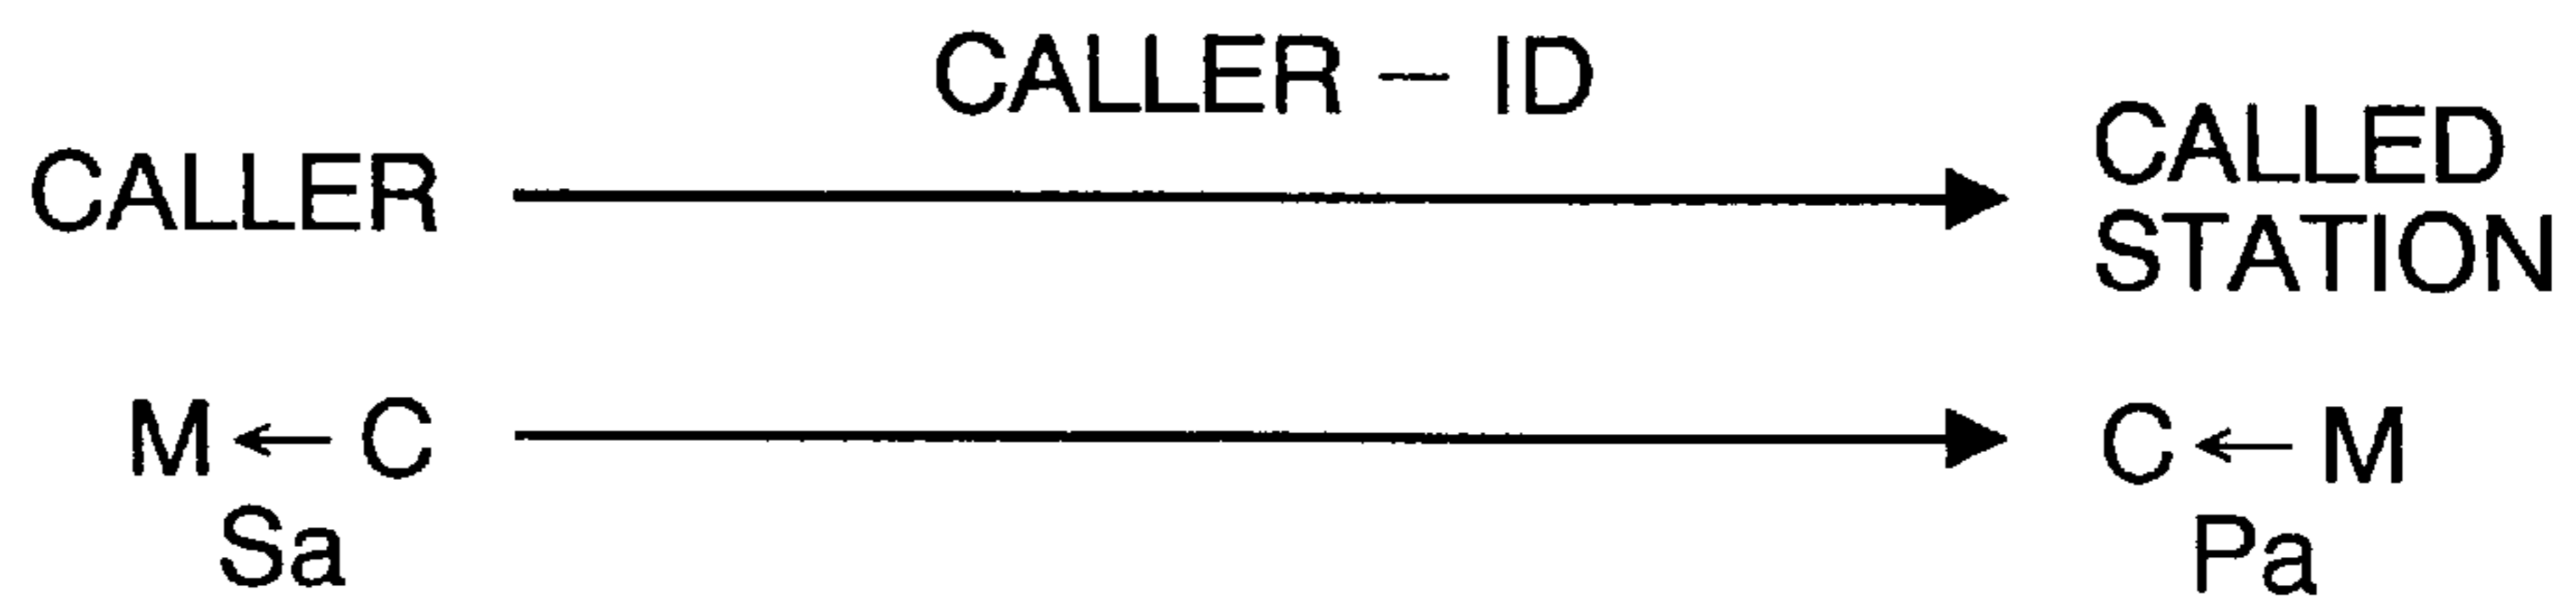 CALLER — ID
CALLER
CALLED
STATION
M ← C
C ← M
Sa
Pa